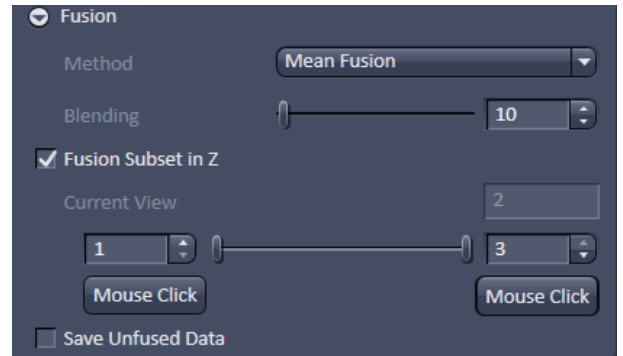 Fusion
Method Mean Fusion
Blending 10
Fusion Subset in Z
Current View 2
1 3
Mouse Click Mouse Click
Save Unfused Data